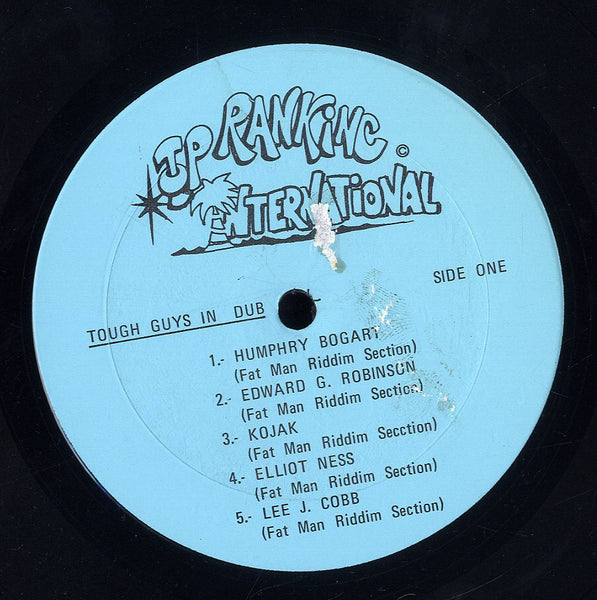 TOP RANKiNG ©
iNTERNATiONAL
SIDE ONE
TOUGH GUYS IN DUB
1.- HUMPHRY BOGART
(Fat Man Riddim Section)
2.- EDWARD G. ROBINSON
(Fat Man Riddim Section)
3.- KOJAK
(Fat Man Riddim Secction)
4.- ELLIOT NESS
(Fat Man Riddim Section)
5.- LEE J. COBB
(Fat Man Riddim Section)